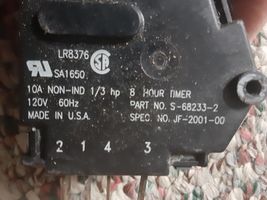 LR8376
SA1650
10A NON-IND 1/3 hp 8 HOUR TIMER
120V 60Hz PART NO. S-68233-2
MADE IN U.S.A. SPEC NO. JF-2001-00
2 1 4 3